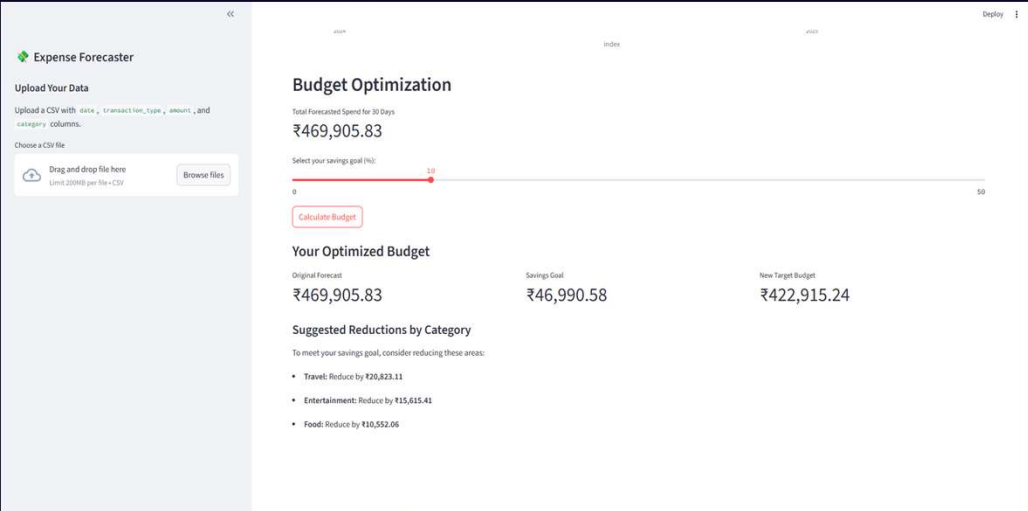 Deploy
2024
2025
Index
Expense Forecaster
Upload Your Data
Upload a CSV with date, transaction_type, amount, and
category columns.
Choose a CSV file
Drag and drop file here
Limit 200MB per file • CSV
Browse files
Budget Optimization
Total Forecasted Spend for 30 Days
₹469,905.83
Select your savings goal (%):
10
0
50
Calculate Budget
Your Optimized Budget
Original Forecast
Savings Goal
New Target Budget
₹469,905.83
₹46,990.58
₹422,915.24
Suggested Reductions by Category
To meet your savings goal, consider reducing these areas:
• Travel: Reduce by ₹20,823.11
• Entertainment: Reduce by ₹15,615.41
• Food: Reduce by ₹10,552.06